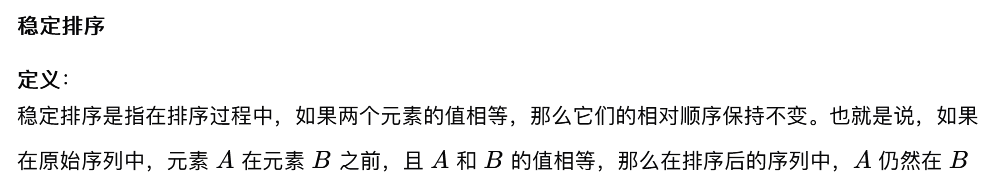 稳定排序
定义：
稳定排序是指在排序过程中，如果两个元素的值相等，那么它们的相对顺序保持不变。也就是说，如果
在原始序列中，元素 A 在元素 B 之前，且 A 和 B 的值相等，那么在排序后的序列中，A 仍然在 B